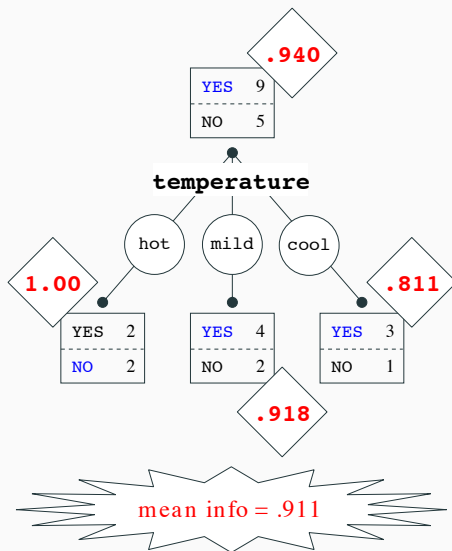 .940
YES 9
NO 5
temperature
hot mild cool
1.00 .811
YES 2 YES 4 YES 3
NO 2 NO 2 NO 1
.918
mean info = .911